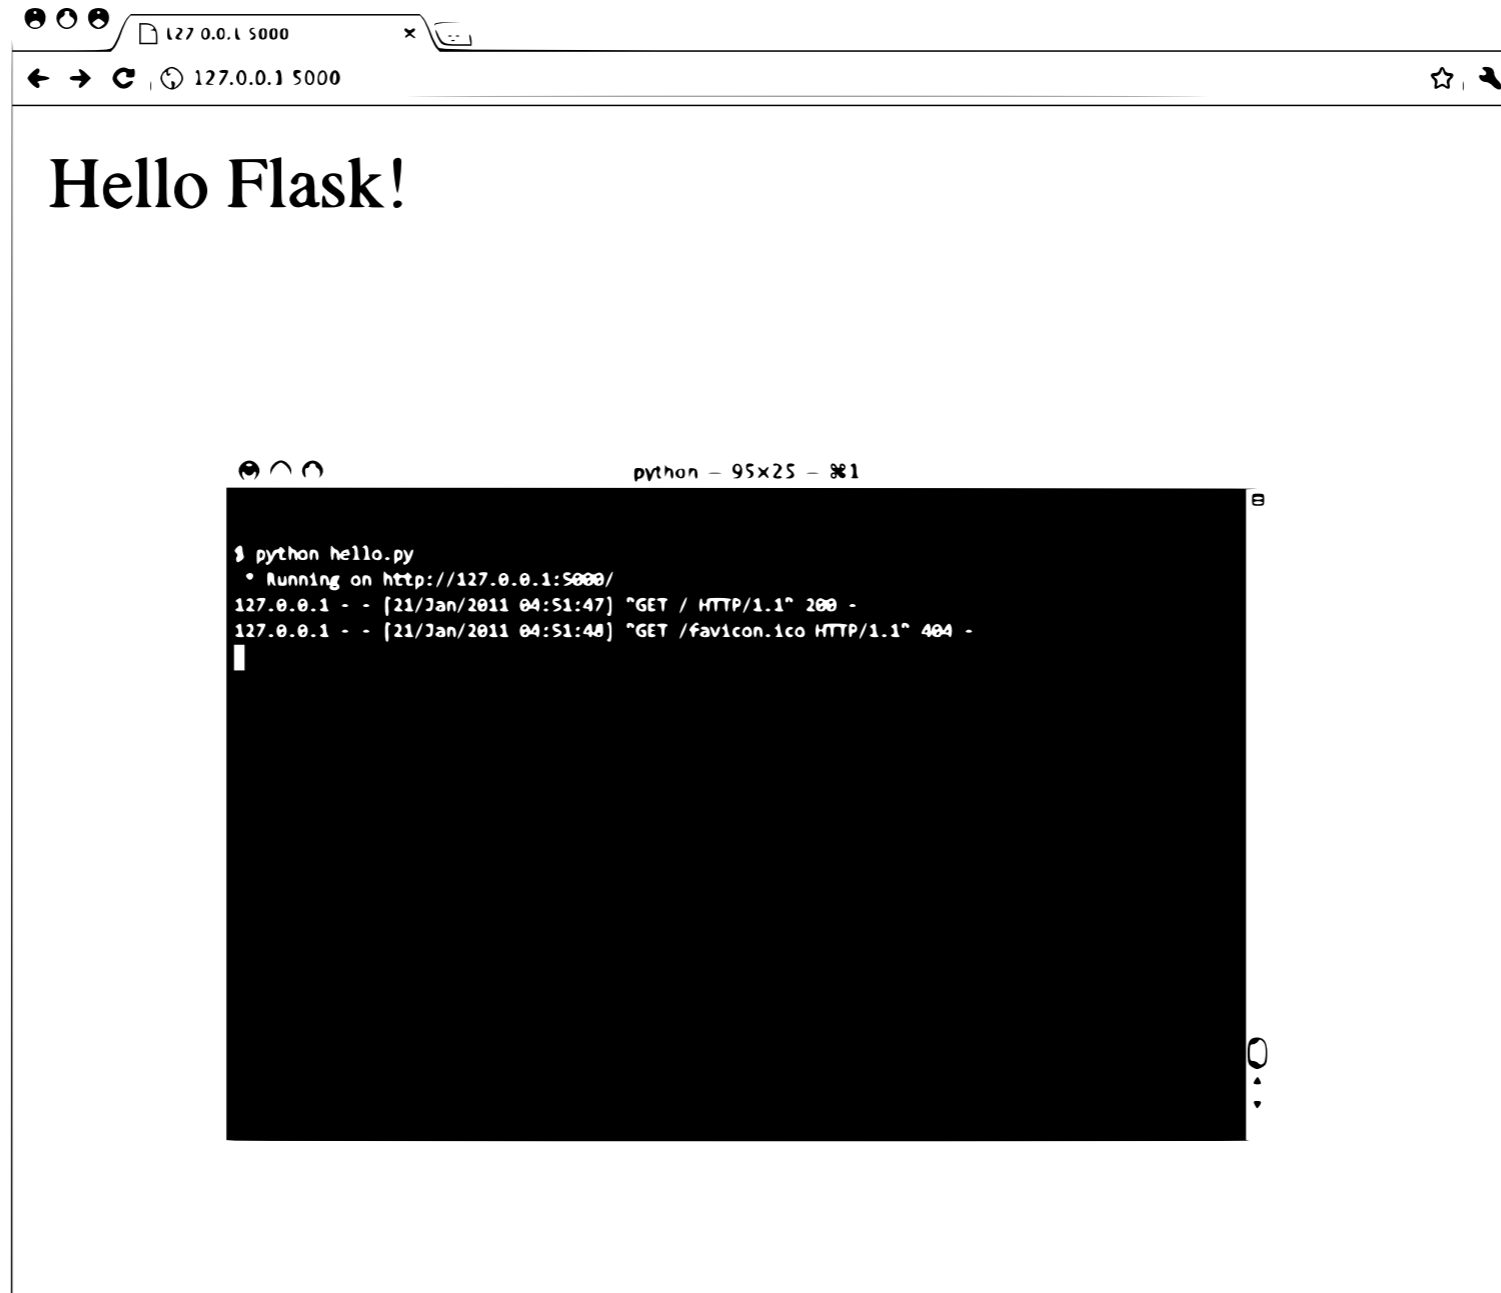 127 0.0.1 5000
127.0.0.1 5000
Hello Flask!
python — 95×25 — ⌘1
$ python hello.py
* Running on http://127.0.0.1:5000/
127.0.0.1 - - [21/Jan/2011 04:51:47] "GET / HTTP/1.1" 200 -
127.0.0.1 - - [21/Jan/2011 04:51:48] "GET /favicon.ico HTTP/1.1" 404 -